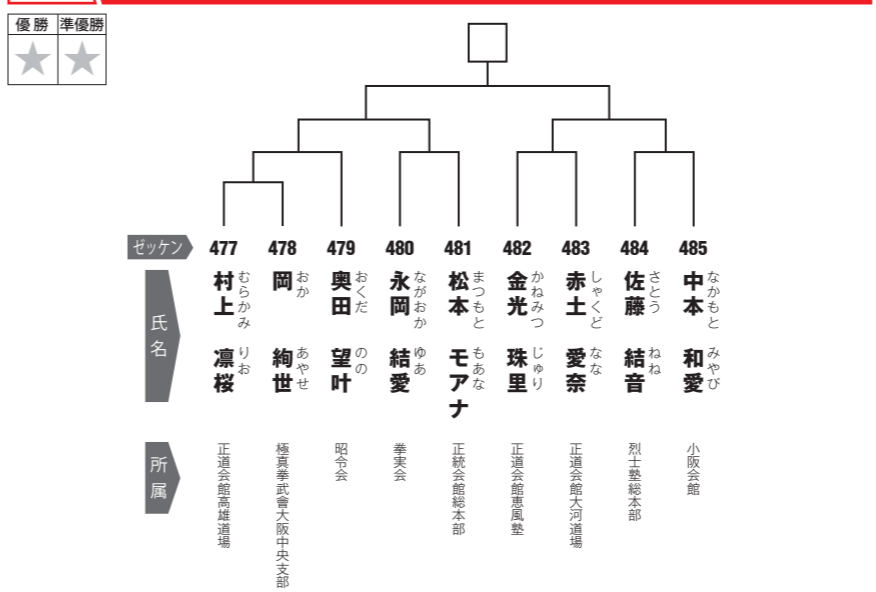 優勝 準優勝
ゼッケン 477 478 479 480 481 482 483 484 485
氏名
村上 凛桜
むらかみ りお
岡 絢世
おか あやせ
奥田 望叶
おくだ のの
永岡 結愛
ながおか ゆあ
松本 モアナ
まつもと もあな
金光 珠里
かねみつ じゅり
赤土 愛奈
しゃくど なな
佐藤 結音
さとう ねね
中本 和愛
なかもと みやび
所属
正道会館高雄道場
極真拳武會大阪中央支部
昭令会
拳実会
正統会館総本部
正道会館恵風塾
正道会館大河道場
烈士塾総本部
小阪会館